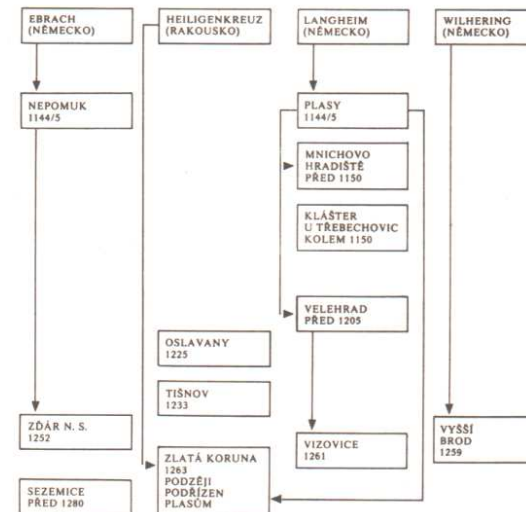 EBRACH
(NĚMECKO)
HEILIGENKREUZ
(RAKOUSKO)
LANGHEIM
(NĚMECKO)
WILHERING
(NĚMECKO)
NEPOMUK
1144/5
PLASY
1144/5
MNICHOVO
HRADIŠTĚ
PŘED 1150
KLÁŠTER
U TŘEBECHOVIC
KOLEM 1150
VELEHRAD
PŘED 1205
OSLAVANY
1225
TIŠNOV
1233
ZĎÁR N. S.
1252
ZLATÁ KORUNA
1263
PODZĚJI
PODŘÍZEN
PLASŮM
VIZOVICE
1261
VYŠŠÍ
BROD
1259
SEZEMICE
PŘED 1280